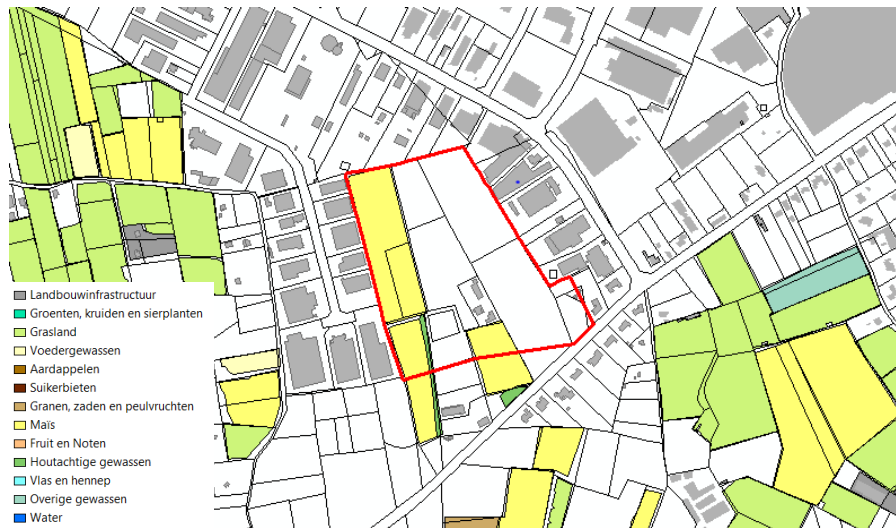 Landbouwinfrastructuur
Groenten, kruiden en sierplanten
Grasland
Voedergewassen
Aardappelen
Suikerbieten
Granen, zaden en peulvruchten
Maïs
Fruit en Noten
Houtachtige gewassen
Vlas en hennep
Overige gewassen
Water